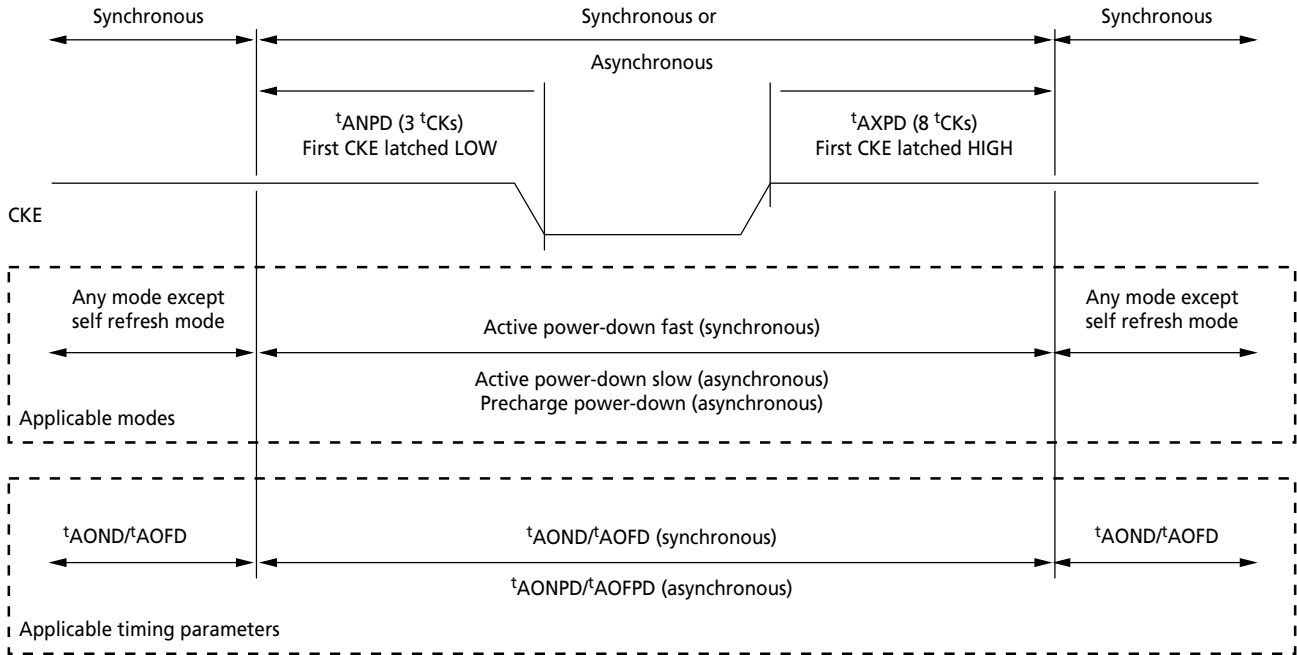 Synchronous
Synchronous or
Asynchronous
Synchronous
tANPD (3 tCKs)
First CKE latched LOW
tAXPD (8 tCKs)
First CKE latched HIGH
CKE
Any mode except
self refresh mode
Active power-down fast (synchronous)
Active power-down slow (asynchronous)
Precharge power-down (asynchronous)
Any mode except
self refresh mode
Applicable modes
tAOND/tAOFD
tAOND/tAOFD (synchronous)
tAONPD/tAOFPD (asynchronous)
tAOND/tAOFD
Applicable timing parameters